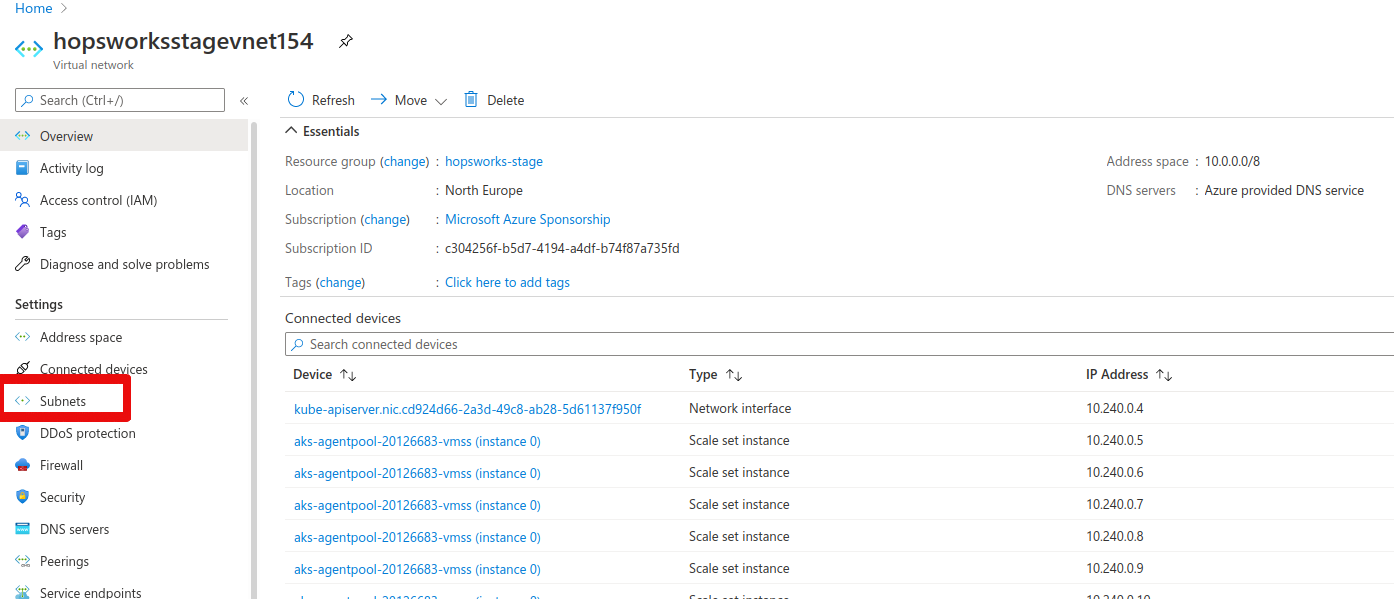 Home >
hopsworksstagevnet154
Virtual network
Search (Ctrl+/)
«
Refresh
Move
Delete
Overview
Activity log
Access control (IAM)
Tags
Diagnose and solve problems
Settings
Address space
Connected devices
Subnets
DDoS protection
Firewall
Security
DNS servers
Peerings
Service endpoints
Essentials
Resource group (change) : hopsworks-stage
Location : North Europe
Subscription (change) : Microsoft Azure Sponsorship
Subscription ID : c304256f-b5d7-4194-a4df-b74f87a735fd
Tags (change) : Click here to add tags
Address space : 10.0.0.0/8
DNS servers : Azure provided DNS service
Connected devices
Search connected devices
Device ↑↓ Type ↑↓ IP Address ↑↓
kube-apiserver.nic.cd924d66-2a3d-49c8-ab28-5d61137f950f Network interface 10.240.0.4
aks-agentpool-20126683-vmss (instance 0) Scale set instance 10.240.0.5
aks-agentpool-20126683-vmss (instance 0) Scale set instance 10.240.0.6
aks-agentpool-20126683-vmss (instance 0) Scale set instance 10.240.0.7
aks-agentpool-20126683-vmss (instance 0) Scale set instance 10.240.0.8
aks-agentpool-20126683-vmss (instance 0) Scale set instance 10.240.0.9